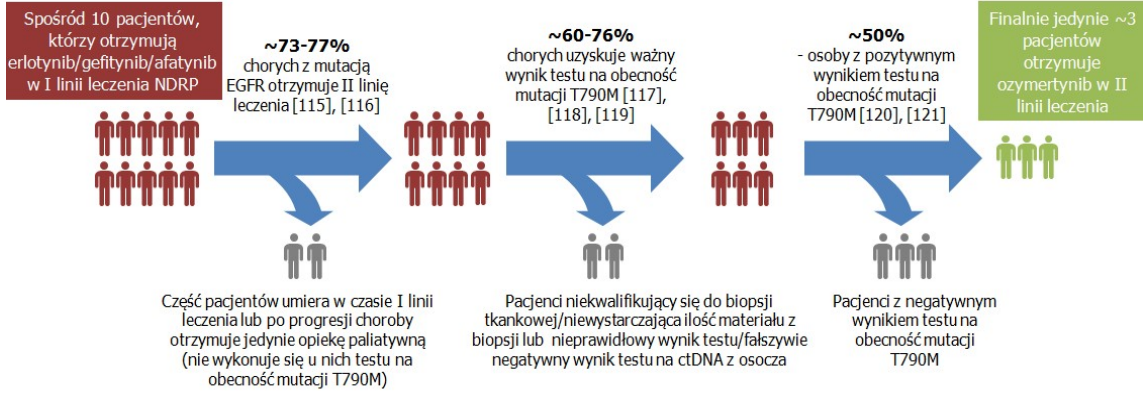 Spośród 10 pacjentów,
którzy otrzymują
erlotynib/gefitynib/afatynib
w I linii leczenia NDRP
~73-77%
chorych z mutacją
EGFR otrzymuje II linię
leczenia [115], [116]
~60-76%
chorych uzyskuje ważny
wynik testu na obecność
mutacji T790M [117],
[118], [119]
~50%
- osoby z pozytywnym
wynikiem testu na
obecność mutacji
T790M [120], [121]
Finalnie jedynie ~3
pacjentów
otrzymuje
ozymertynib w II
linii leczenia
Część pacjentów umiera w czasie I linii
leczenia lub po progresji choroby
otrzymuje jedynie opiekę paliatywną
(nie wykonuje się u nich testu na
obecność mutacji T790M)
Pacjenci niekwalifikujący się do biopsji
tkankowej/niewystarczająca ilość materiału z
biopsji lub nieprawidłowy wynik testu/fałszywie
negatywny wynik testu na ctDNA z osocza
Pacjenci z negatywnym
wynikiem testu na
obecność mutacji
T790M